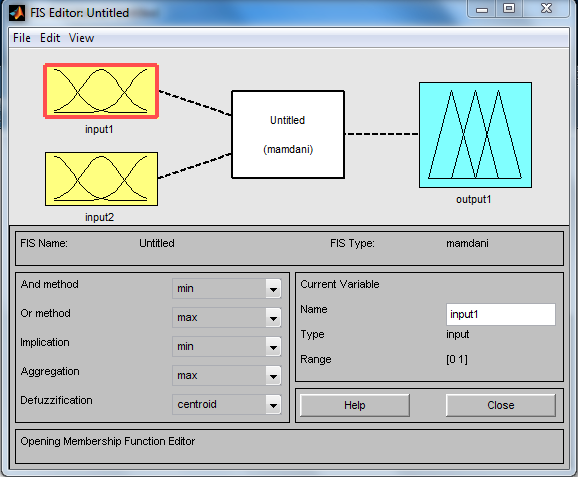 FIS Editor: Untitled
File Edit View
input1
input2
Untitled
(mamdani)
output1
FIS Name: Untitled FIS Type: mamdani
And method min
Or method max
Implication min
Aggregation max
Defuzzification centroid
Current Variable
Name input1
Type input
Range [0 1]
Help Close
Opening Membership Function Editor